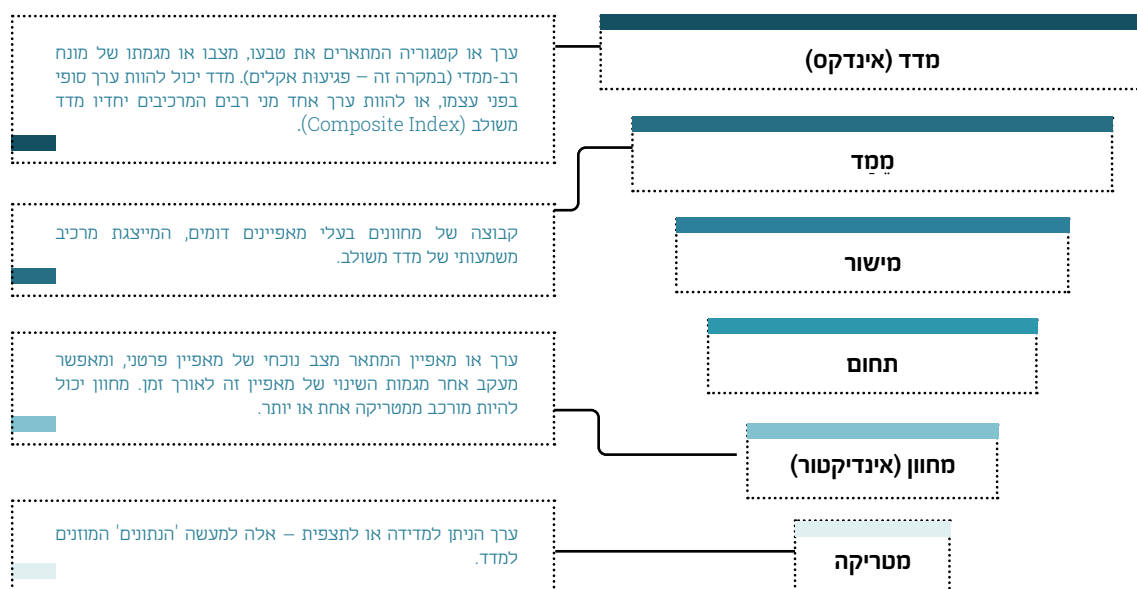 מדד (אינדקס)
ערך או קטגוריה המתארים את טבעו, מצבו או מגמתו של מונח
רב-ממדי (במקרה זה – פגיעוּת אקלים). מדד יכול להוות ערך סופי
בפני עצמו, או להוות ערך אחד מני רבים המרכיבים יחדיו מדד
משולב (Composite Index).
מֵמַד
קבוצה של מחוונים בעלי מאפיינים דומים, המייצגת מרכיב
משמעותי של מדד משולב.
מישור
תחום
מחוון (אינדיקטור)
ערך או מאפיין המתאר מצב נוכחי של מאפיין פרטני, ומאפשר
מעקב אחר מגמות השינוי של מאפיין זה לאורך זמן. מחוון יכול
להיות מורכב ממטריקה אחת או יותר.
מטריקה
ערך הניתן למדידה או לתצפית – אלה למעשה 'הנתונים' המוזנים
למדד.